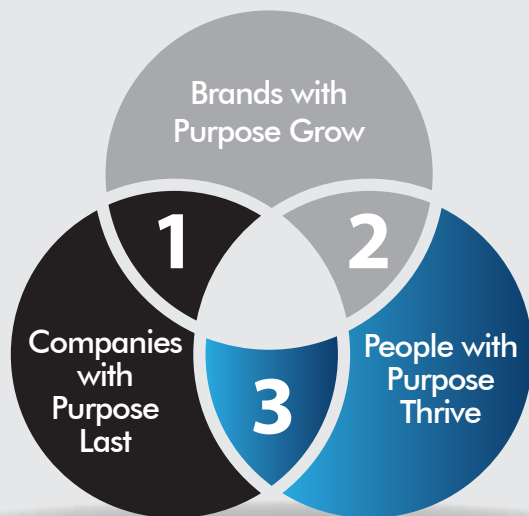 Brands with
Purpose Grow
1
2
Companies
with
Purpose
Last
People with
Purpose
Thrive
3